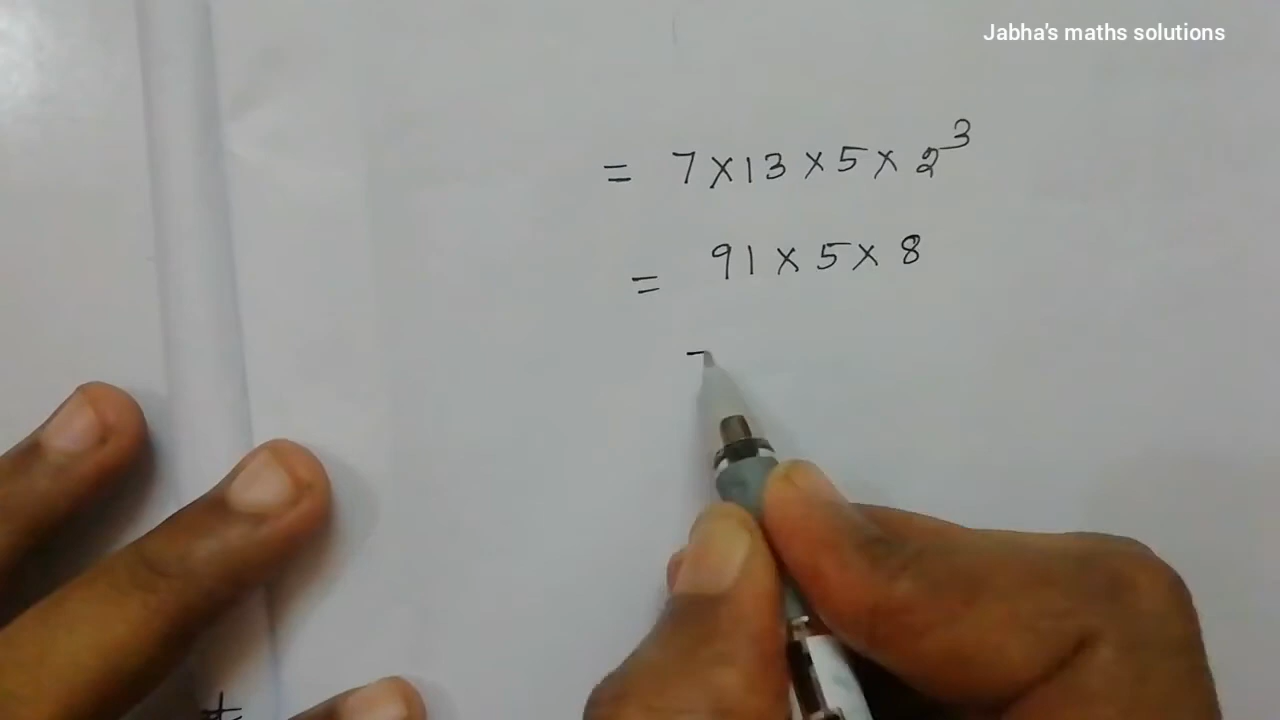 Jabha's maths solutions
= 7 × 13 × 5 × 2³
= 91 × 5 × 8